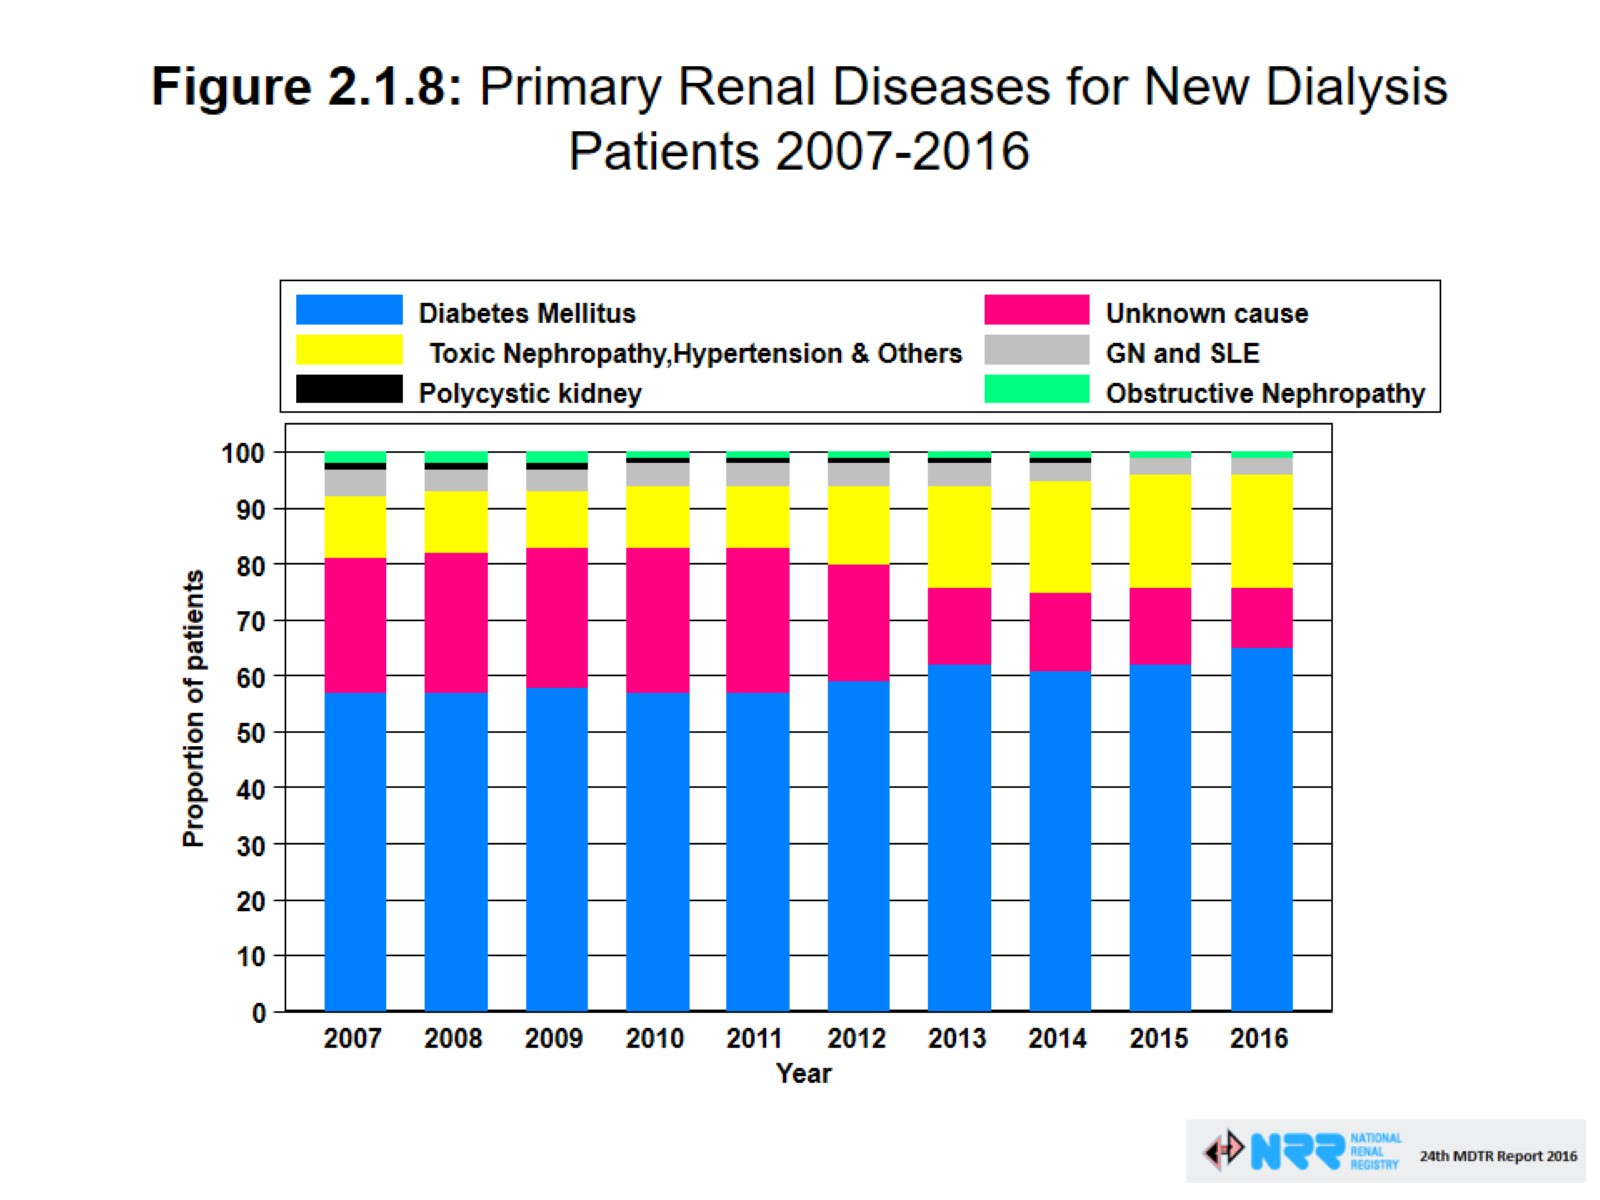 Figure 2.1.8: Primary Renal Diseases for New Dialysis
Patients 2007-2016
Diabetes Mellitus
Unknown cause
Toxic Nephropathy,Hypertension & Others
GN and SLE
Polycystic kidney
Obstructive Nephropathy
Proportion of patients
100
90
80
70
60
50
40
30
20
10
0
2007 2008 2009 2010 2011 2012 2013 2014 2015 2016
Year
NRR
NATIONAL
RENAL
REGISTRY
24th MDTR Report 2016